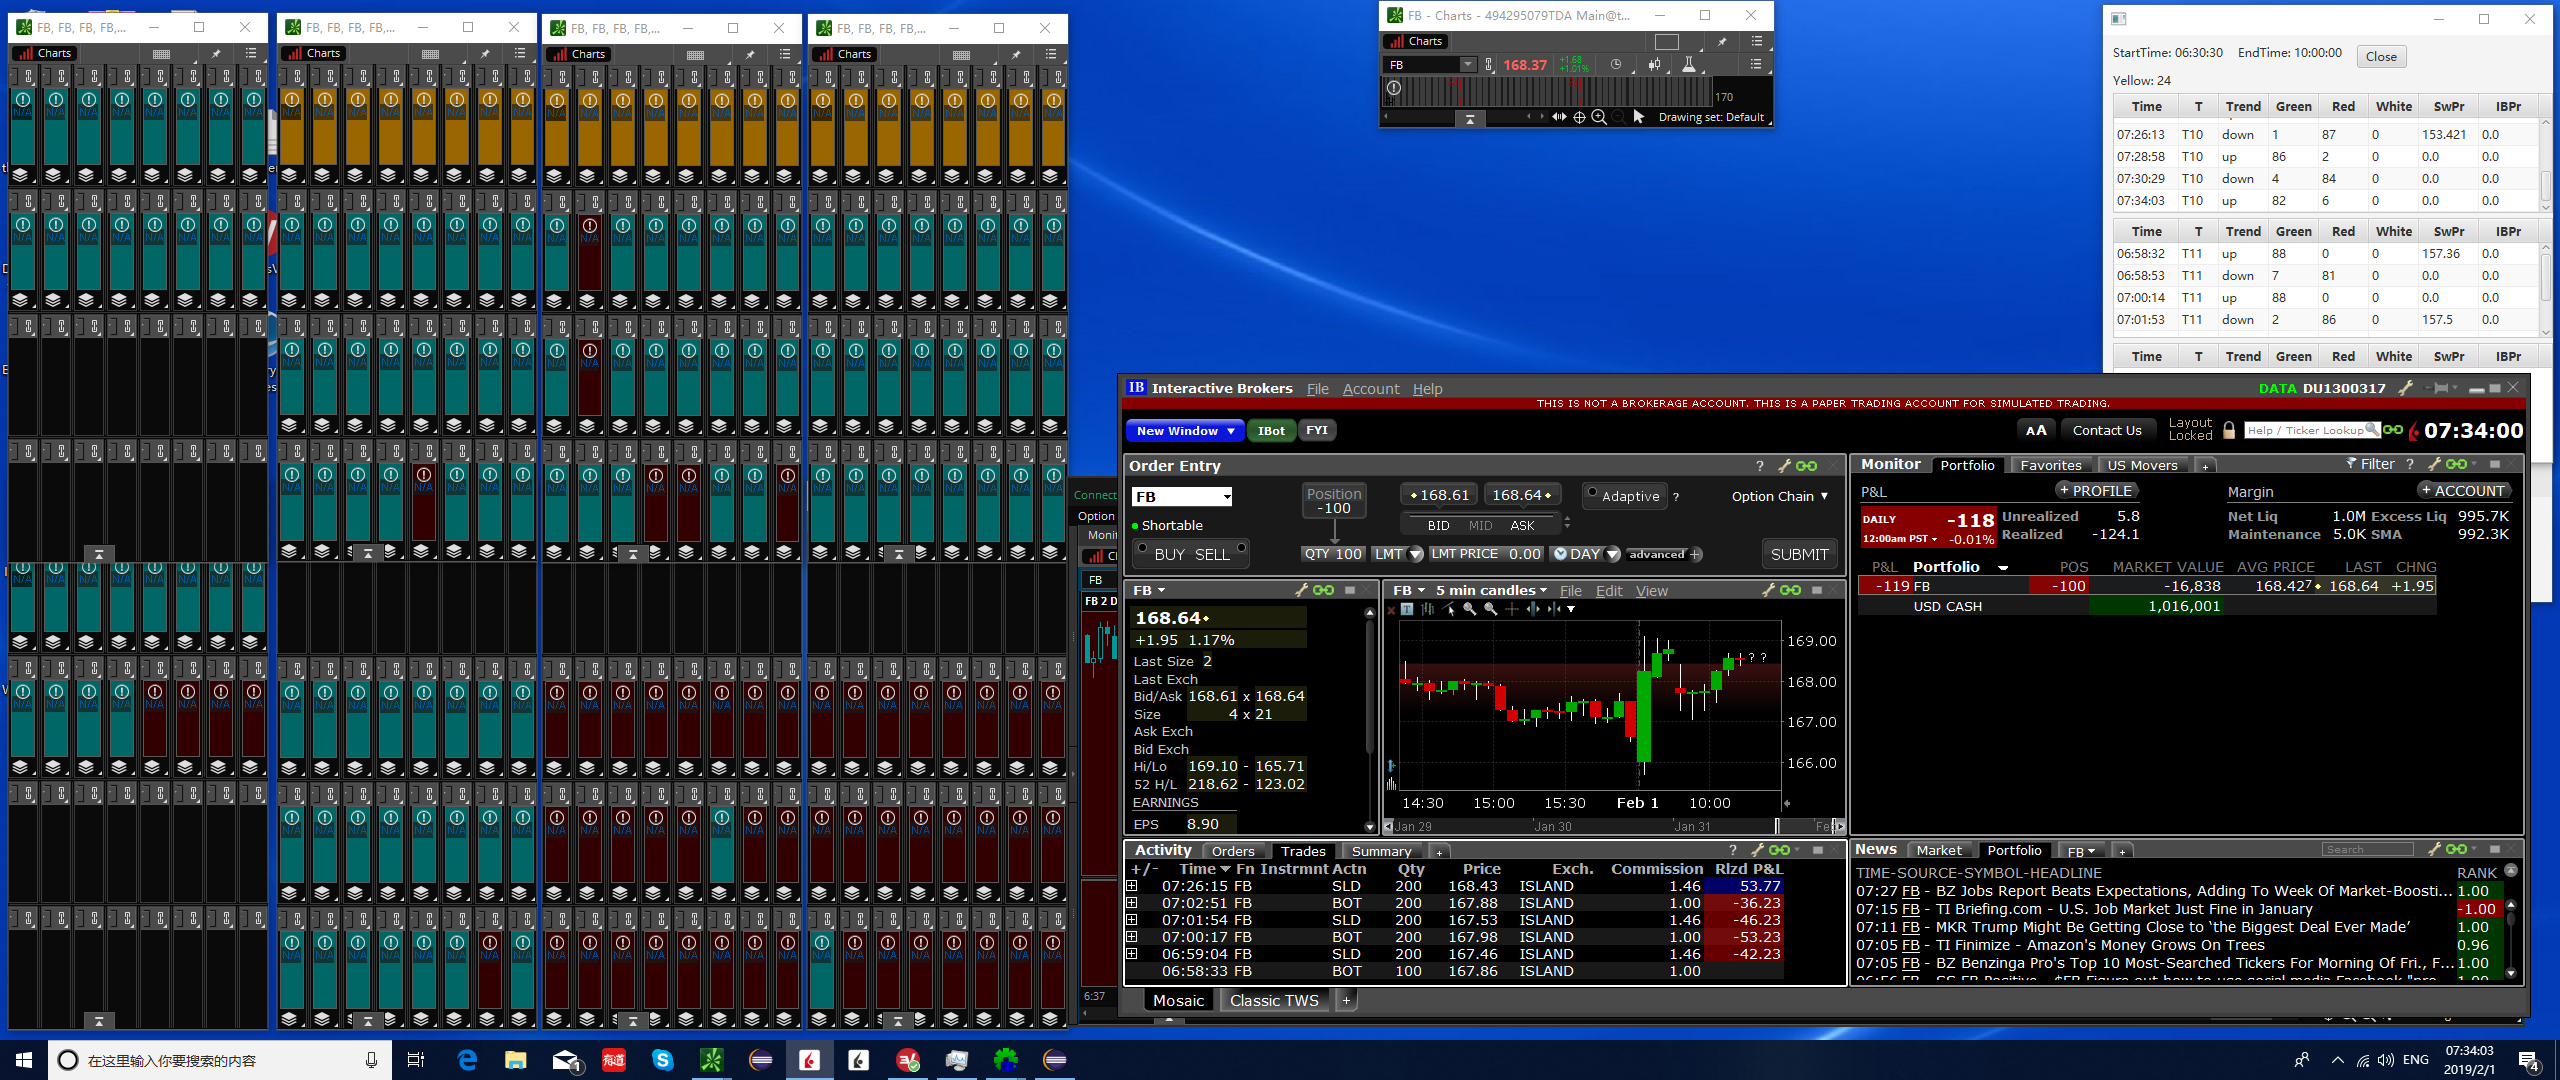 FB, FB, FB, FB,...
Charts
FB, FB, FB, FB,...
Charts
FB, FB, FB, FB,...
Charts
FB, FB, FB, FB,...
Charts
N/A
FB - Charts - 494295079TDA Main@t...
Charts
FB 168.37 +1.68 +1.01%
170
Drawing set: Default
StartTime: 06:30:30 EndTime: 10:00:00 Close
Yellow: 24
Time T Trend Green Red White SwPr IBPr
07:26:13 T10 down 1 87 0 153.421 0.0
07:28:58 T10 up 86 2 0 0.0 0.0
07:30:29 T10 down 4 84 0 0.0 0.0
07:34:03 T10 up 82 6 0 0.0 0.0
Time T Trend Green Red White SwPr IBPr
06:58:32 T11 up 88 0 0 157.36 0.0
06:58:53 T11 down 7 81 0 0.0 0.0
07:00:14 T11 up 88 0 0 0.0 0.0
07:01:53 T11 down 2 86 0 157.5 0.0
Time T Trend Green Red White SwPr IBPr
IB Interactive Brokers File Account Help DATA DU1300317
THIS IS NOT A BROKERAGE ACCOUNT. THIS IS A PAPER TRADING ACCOUNT FOR SIMULATED TRADING.
New Window IBot FYI AA Contact Us Layout Locked Help / Ticker Lookup 07:34:00
Order Entry ?
FB Position -100 168.61 168.64 Adaptive ? Option Chain
Shortable BID MID ASK
BUY SELL QTY 100 LMT LMT PRICE 0.00 DAY advanced + SUBMIT
Monitor Portfolio Favorites US Movers + Filter ?
P&L + PROFILE Margin + ACCOUNT
DAILY -118 Unrealized 5.8 Net Liq 1.0M Excess Liq 995.7K
12:00am PST -0.01% Realized -124.1 Maintenance 5.0K SMA 992.3K
P&L Portfolio POS MARKET VALUE AVG PRICE LAST CHNG
-119 FB -100 -16,838 168.427 168.64 +1.95
USD CASH 1,016,001
Connect
Option
Monit
FB
FB 2 D
6:37
FB
168.64
+1.95 1.17%
Last Size 2
Last Exch
Bid/Ask 168.61 x 168.64
Size 4 x 21
Ask Exch
Bid Exch
Hi/Lo 169.10 - 165.71
52 H/L 218.62 - 123.02
EARNINGS
EPS 8.90
FB 5 min candles File Edit View
169.00
? ?
168.00
167.00
166.00
14:30 15:00 15:30 Feb 1 10:00
Jan 29 Jan 30 Jan 31
Activity Orders Trades Summary + ?
+/- Time Fn Instrmnt Actn Qty Price Exch. Commission Rlzd P&L
07:26:15 FB SLD 200 168.43 ISLAND 1.46 53.77
07:02:51 FB BOT 200 167.88 ISLAND 1.00 -36.23
07:01:54 FB SLD 200 167.53 ISLAND 1.46 -46.23
07:00:17 FB BOT 200 167.98 ISLAND 1.00 -53.23
06:59:04 FB SLD 200 167.46 ISLAND 1.46 -42.23
06:58:33 FB BOT 100 167.86 ISLAND 1.00
News Market Portfolio FB + Search
TIME-SOURCE-SYMBOL-HEADLINE RANK
07:27 FB - BZ Jobs Report Beats Expectations, Adding To Week Of Market-Boosti... 1.00
07:15 FB - TI Briefing.com - U.S. Job Market Just Fine in January -1.00
07:11 FB - MKR Trump Might Be Getting Close to ‘the Biggest Deal Ever Made’ 1.00
07:05 FB - TI Finimize - Amazon's Money Grows On Trees 0.96
07:05 FB - BZ Benzinga Pro's Top 10 Most-Searched Tickers For Morning Of Fri., F... 1.00
Mosaic Classic TWS +
在这里输入你要搜索的内容
1
有道
ENG 07:34:03
2019/2/1
4